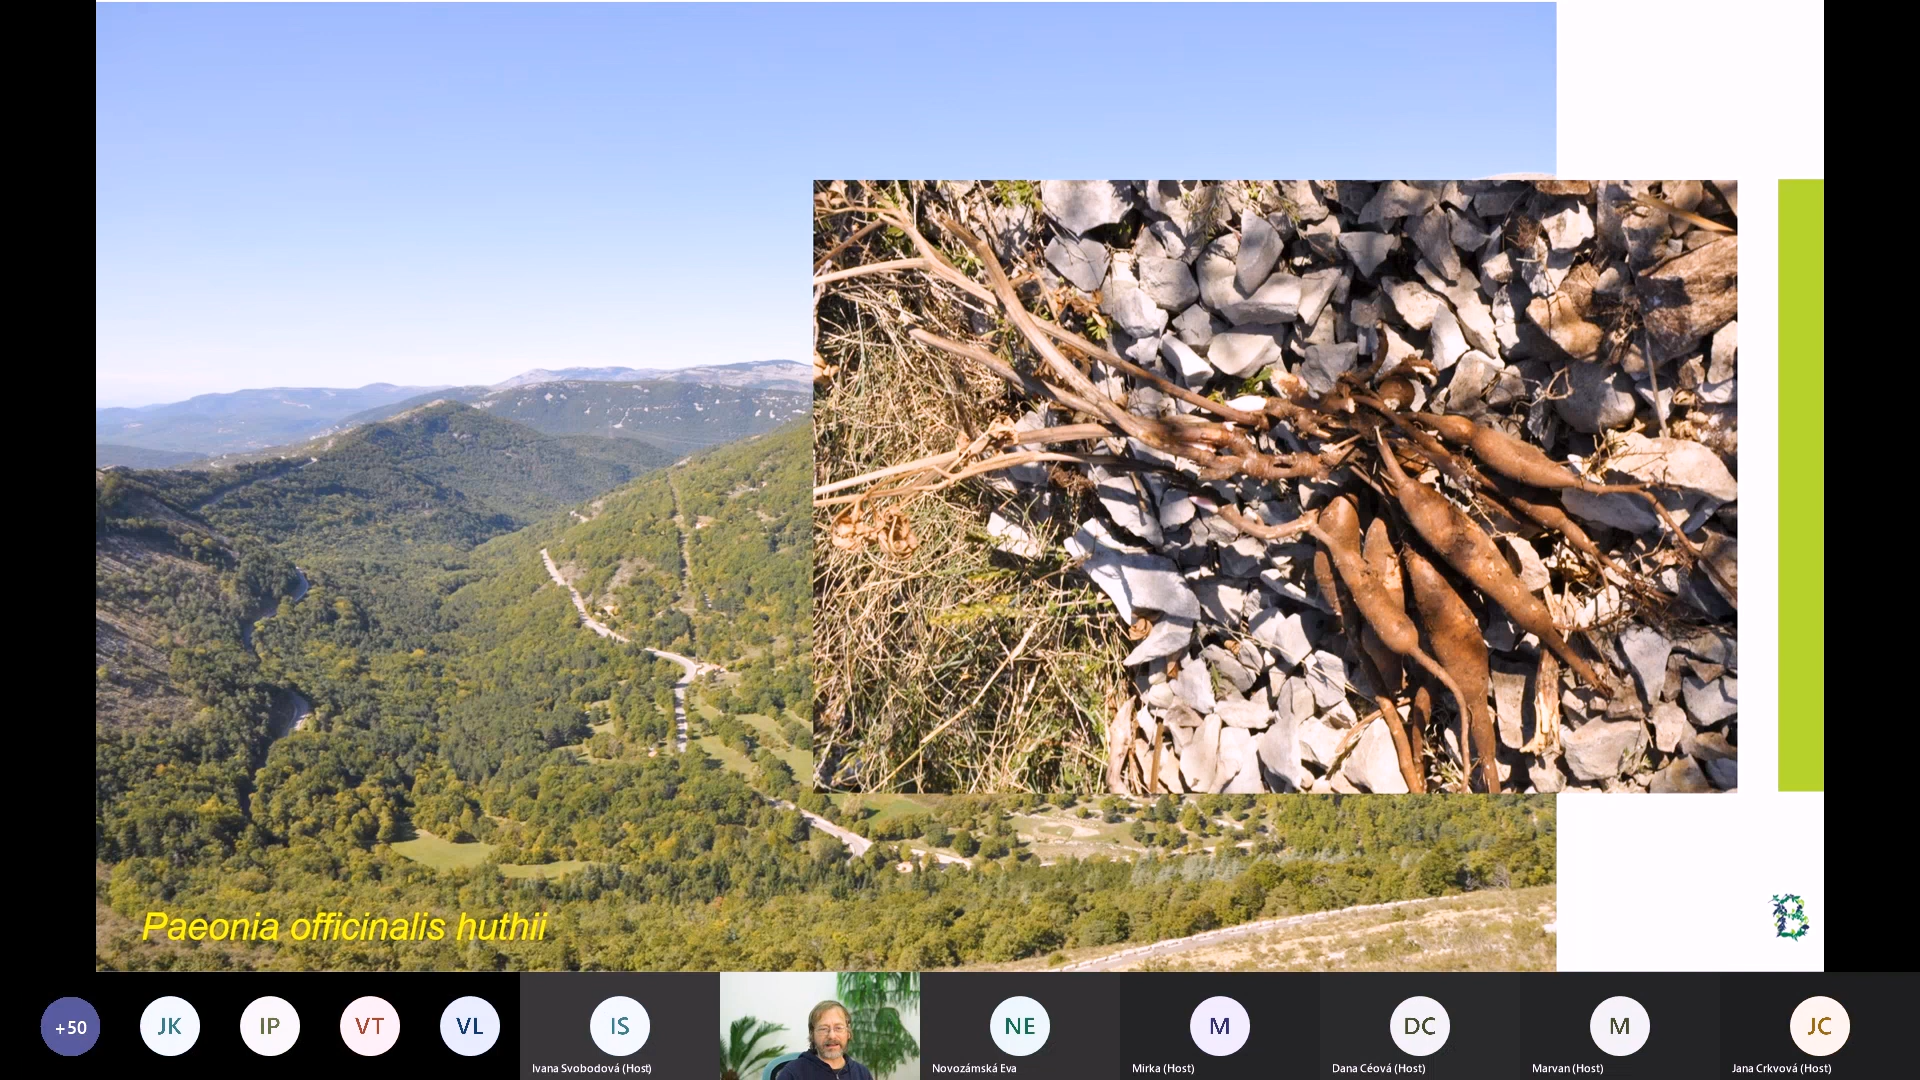 Paeonia officinalis huthii
B
+50
JK
IP
VT
VL
IS
NE
M
DC
M
JC
Ivana Svobodová (Host)
Novozámská Eva
Mirka (Host)
Dana Céová (Host)
Marvan (Host)
Jana Crkvová (Host)